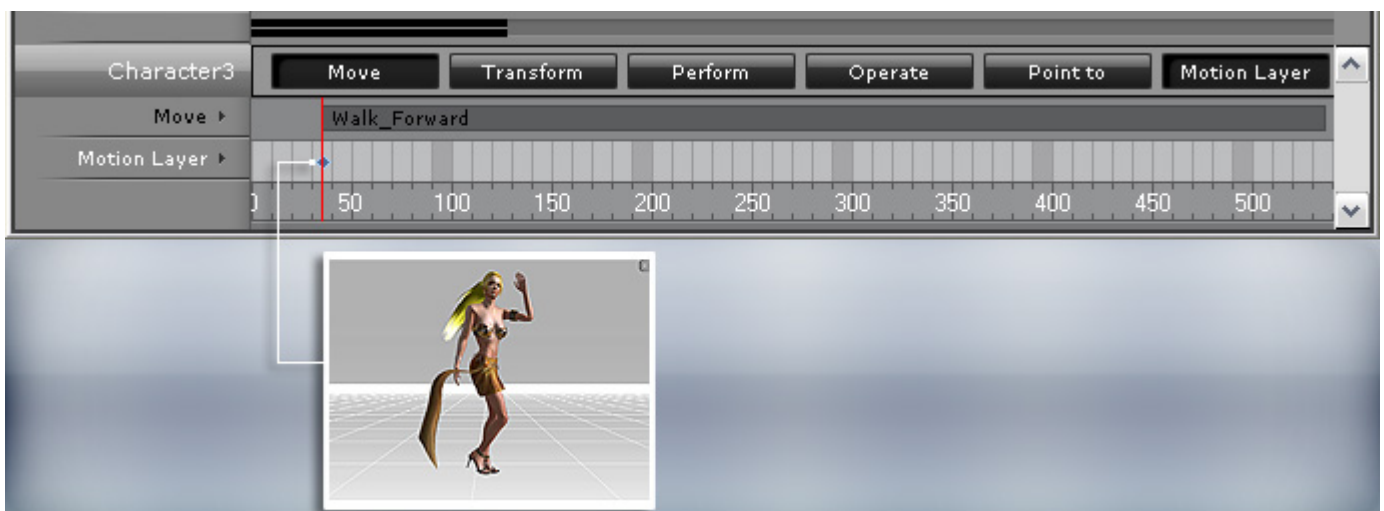 Character3 Move Transform Perform Operate Point to Motion Layer
Move Walk_Forward
Motion Layer
50 100 150 200 250 300 350 400 450 500